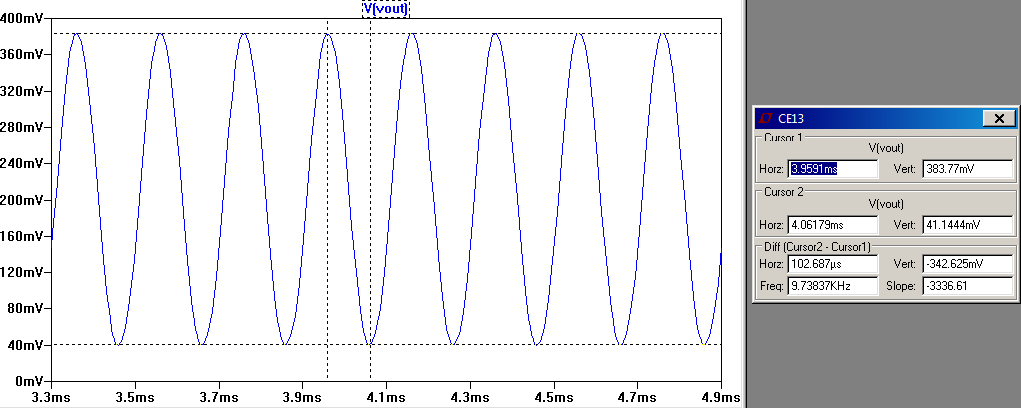 V(vout)
400mV
360mV
320mV
280mV
240mV
200mV
160mV
120mV
80mV
40mV
0mV
3.3ms 3.5ms 3.7ms 3.9ms 4.1ms 4.3ms 4.5ms 4.7ms 4.9ms
CE13
Cursor 1
V(vout)
Horz: 3.9591ms Vert: 383.77mV
Cursor 2
V(vout)
Horz: 4.06179ms Vert: 41.1444mV
Diff (Cursor2 - Cursor1)
Horz: 102.687µs Vert: -342.625mV
Freq: 9.73837KHz Slope: -3336.61